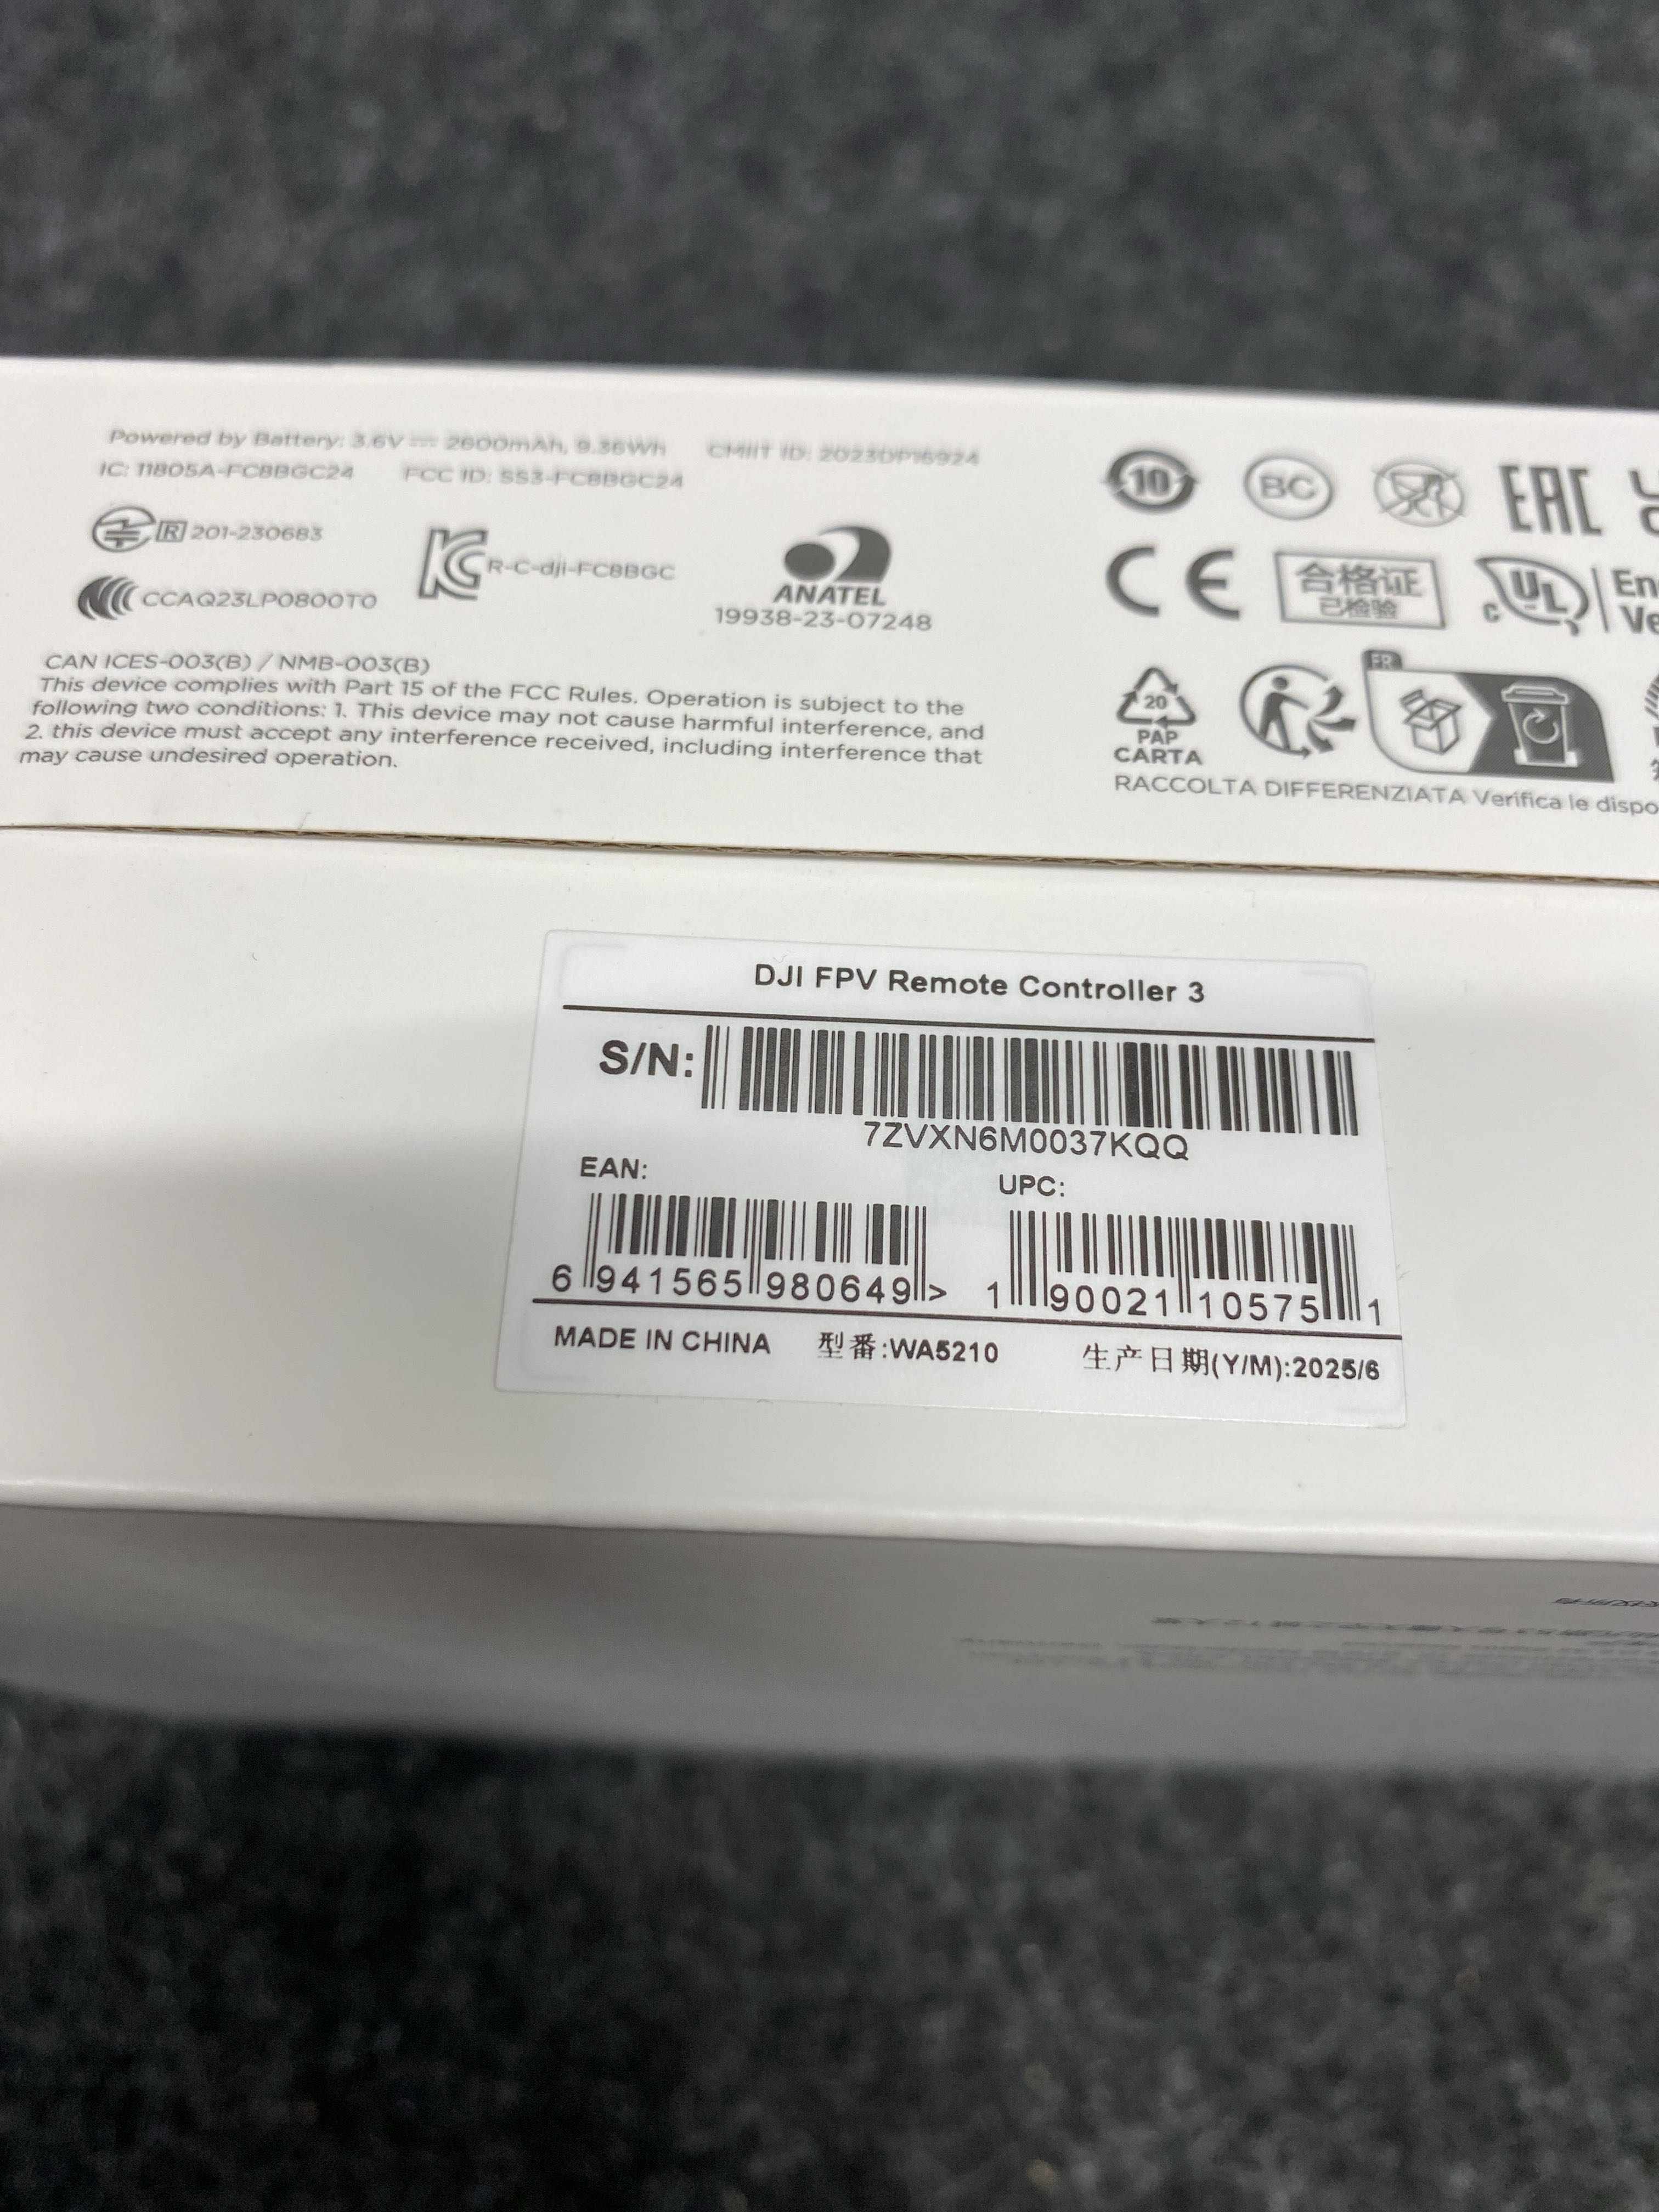 Powered by Battery: 3.6V ⎓ 2600mAh, 9.36Wh CMIIT ID: 2023DP16924
IC: 11805A-FC8BGC24 FCC ID: SS3-FC8BGC24
R 201-230683
R-C-dji-FC8BGC
CCAQ23LP0800T0
ANATEL
19938-23-07248
CAN ICES-003(B) / NMB-003(B)
This device complies with Part 15 of the FCC Rules. Operation is subject to the
following two conditions: 1. This device may not cause harmful interference, and
2. this device must accept any interference received, including interference that
may cause undesired operation.
10 BC EAC
CE 合格证
已检验
c UL En
Ve
FR
20
PAP
CARTA
RACCOLTA DIFFERENZIATA Verifica le dispo
DJI FPV Remote Controller 3
S/N:
7ZVXN6M0037KQQ
EAN:
UPC:
6 941565 980649 >
1 90021 10575 1
MADE IN CHINA 型番:WA5210 生产日期(Y/M):2025/6